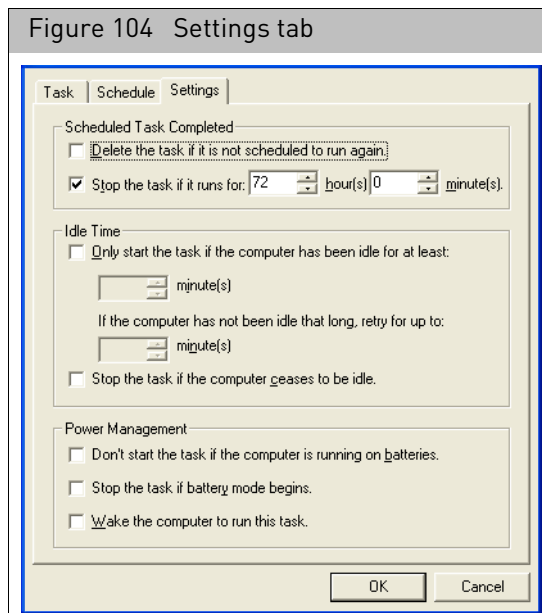 Figure 104 Settings tab
Task Schedule Settings
Scheduled Task Completed
Delete the task if it is not scheduled to run again.
Stop the task if it runs for: 72 hour(s) 0 minute(s).
Idle Time
Only start the task if the computer has been idle for at least:
minute(s)
If the computer has not been idle that long, retry for up to:
minute(s)
Stop the task if the computer ceases to be idle.
Power Management
Don't start the task if the computer is running on batteries.
Stop the task if battery mode begins.
Wake the computer to run this task.
OK Cancel